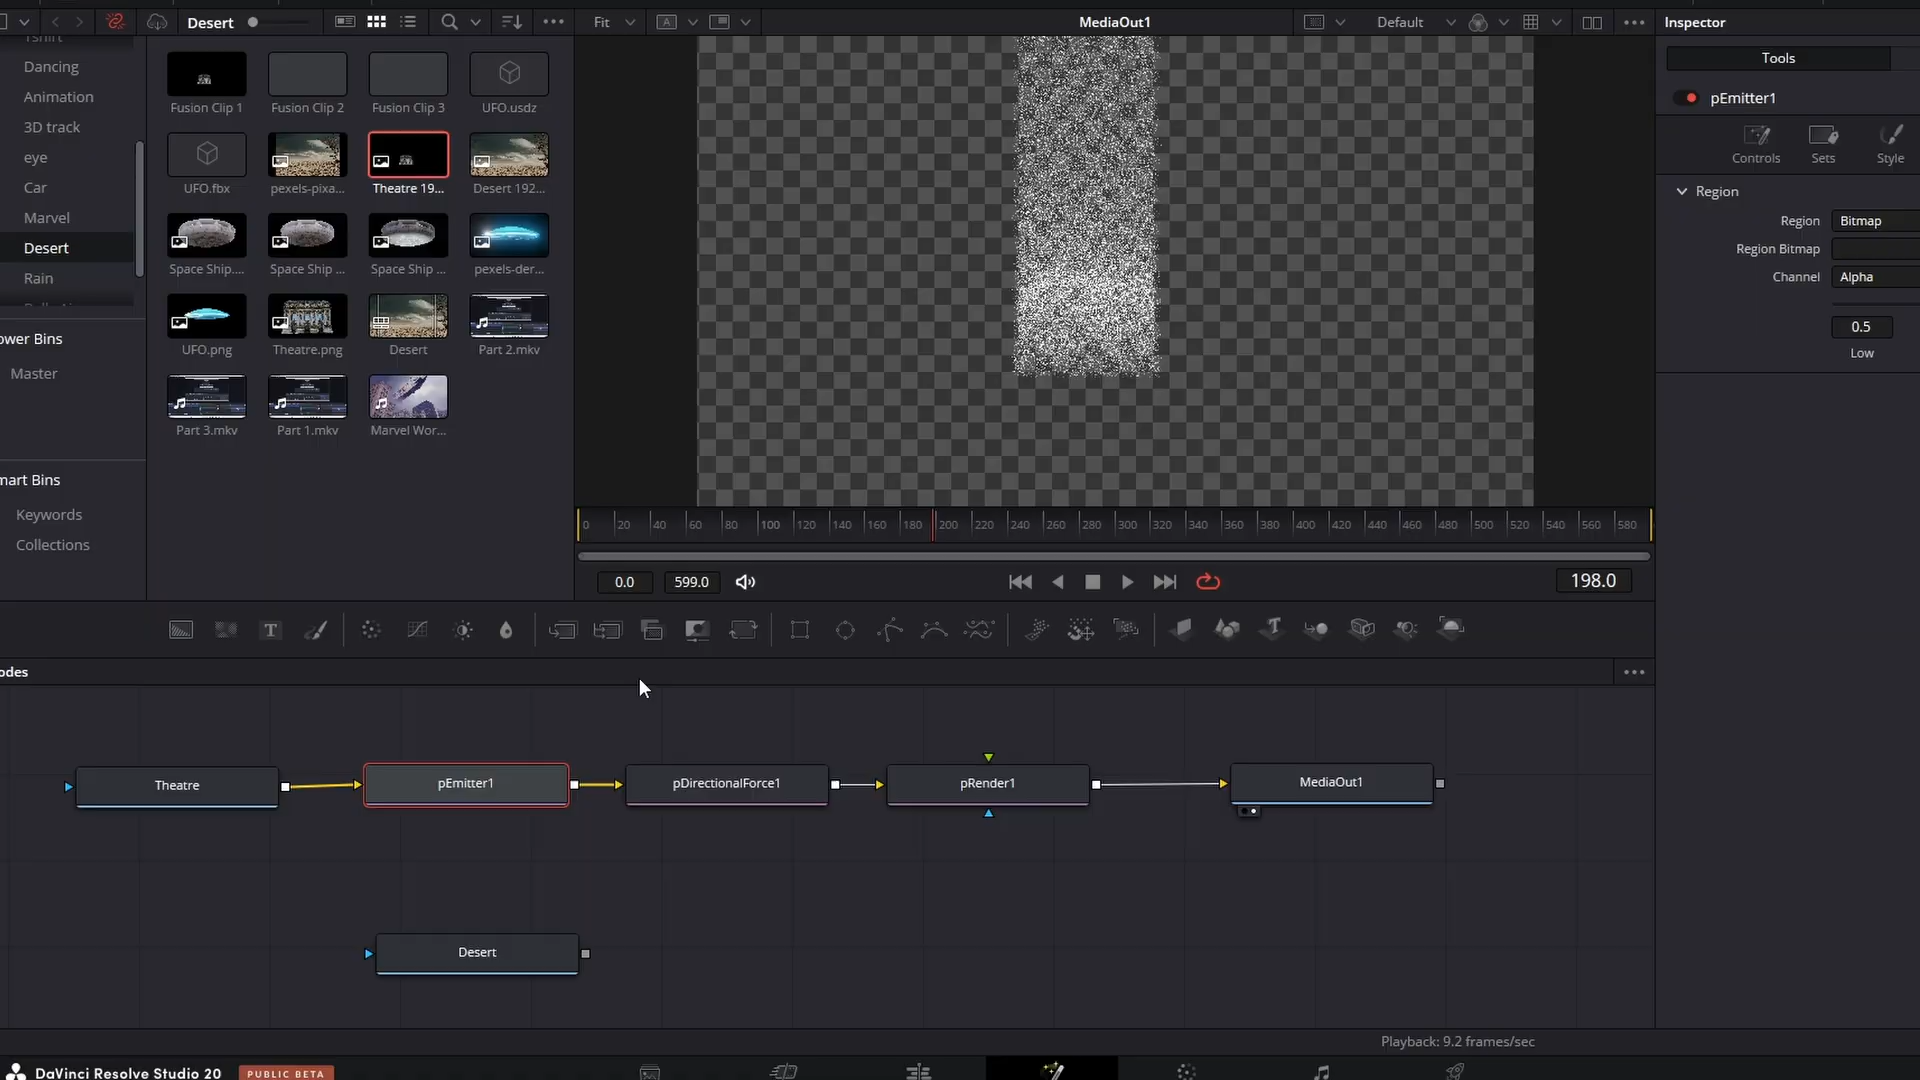 Desert
Fit
MediaOut1
Default
Inspector
Tshirt
Dancing
Animation
3D track
eye
Car
Marvel
Desert
Rain
ower Bins
Master
mart Bins
Keywords
Collections
Fusion Clip 1
Fusion Clip 2
Fusion Clip 3
UFO.usdz
UFO.fbx
pexels-pixa...
Theatre 19...
Desert 192...
Space Ship....
Space Ship ...
Space Ship ...
pexels-der...
UFO.png
Theatre.png
Desert
Part 2.mkv
Part 3.mkv
Part 1.mkv
Marvel Wor...
Tools
pEmitter1
Controls
Sets
Style
Region
Region
Bitmap
Region Bitmap
Channel
Alpha
0.5
Low
0 20 40 60 80 100 120 140 160 180 200 220 240 260 280 300 320 340 360 380 400 420 440 460 480 500 520 540 560 580
0.0
599.0
198.0
odes
Theatre
pEmitter1
pDirectionalForce1
pRender1
MediaOut1
Desert
Playback: 9.2 frames/sec
DaVinci Resolve Studio 20
PUBLIC BETA